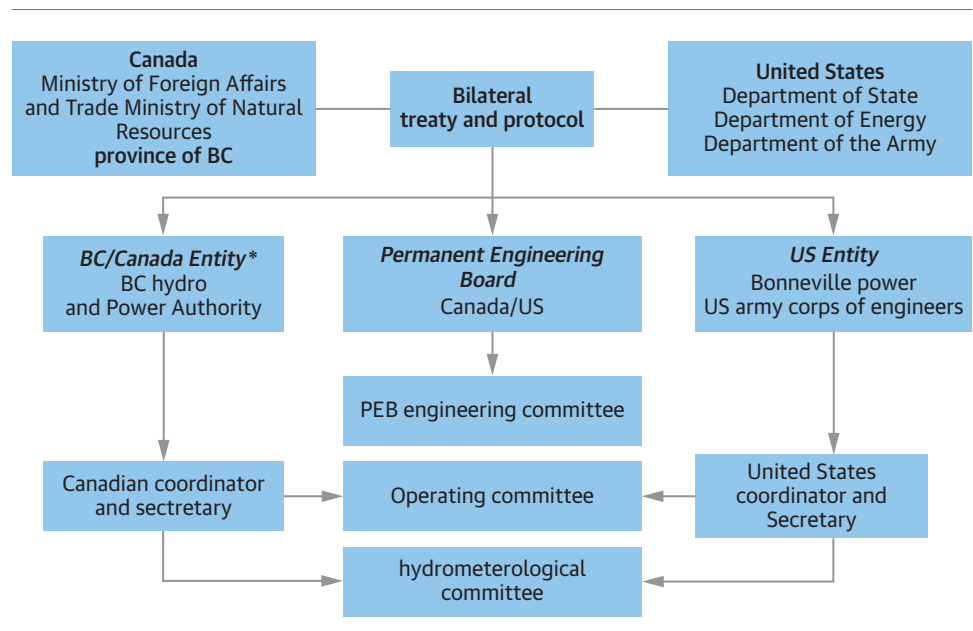 Canada
Ministry of Foreign Affairs
and Trade Ministry of Natural
Resources
province of BC
Bilateral
treaty and protocol
United States
Department of State
Department of Energy
Department of the Army
BC/Canada Entity*
BC hydro
and Power Authority
Permanent Engineering
Board
Canada/US
US Entity
Bonneville power
US army corps of engineers
PEB engineering committee
Canadian coordinator
and sectretary
Operating committee
United States
coordinator and
Secretary
hydrometerological
committee